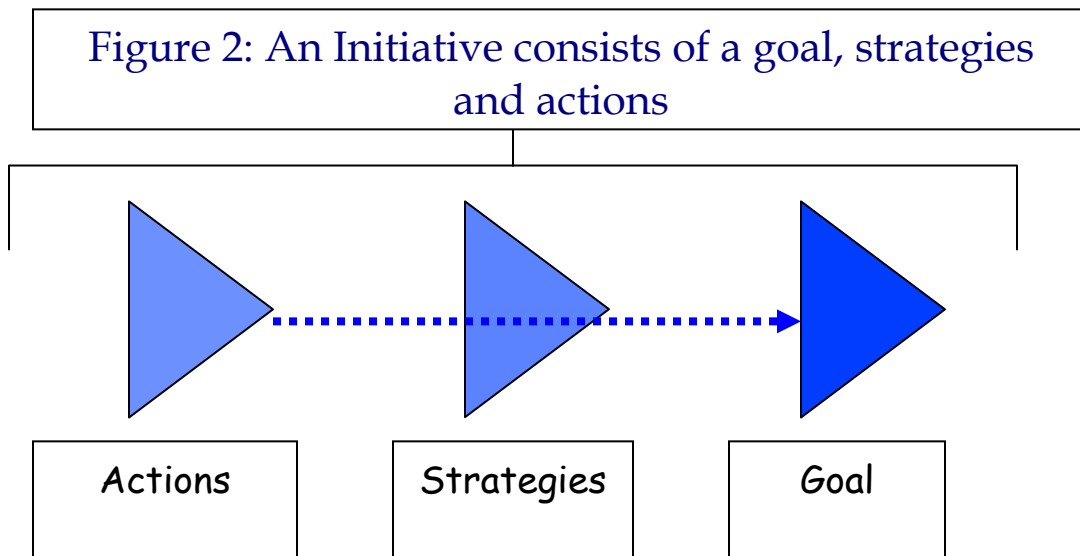 Figure 2: An Initiative consists of a goal, strategies
and actions
Actions
Strategies
Goal